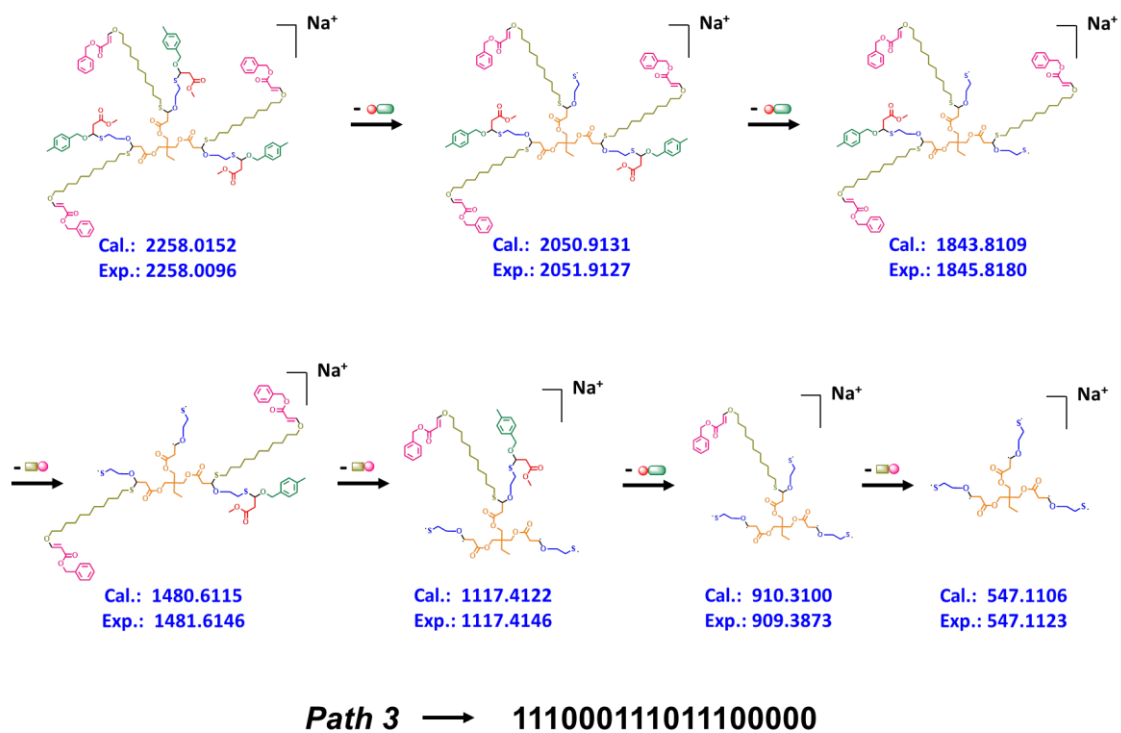 Na⁺
Na⁺
Na⁺
-
-
Cal.: 2258.0152
Exp.: 2258.0096
Cal.: 2050.9131
Exp.: 2051.9127
Cal.: 1843.8109
Exp.: 1845.8180
Na⁺
Na⁺
Na⁺
Na⁺
-
-
-
-
Cal.: 1480.6115
Exp.: 1481.6146
Cal.: 1117.4122
Exp.: 1117.4146
Cal.: 910.3100
Exp.: 909.3873
Cal.: 547.1106
Exp.: 547.1123
Path 3 → 111000111011100000